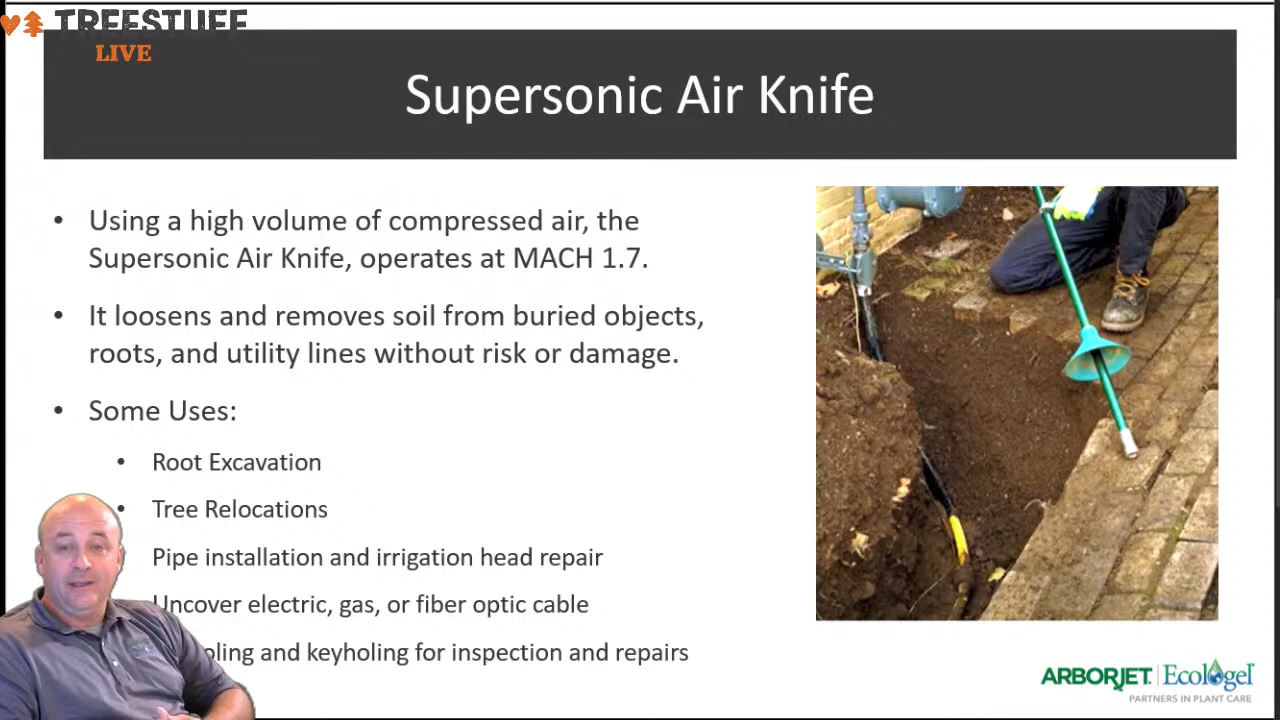 TREESTUFF
LIVE
Supersonic Air Knife
Using a high volume of compressed air, the
Supersonic Air Knife, operates at MACH 1.7.
It loosens and removes soil from buried objects,
roots, and utility lines without risk or damage.
Some Uses:
Root Excavation
Tree Relocations
Pipe installation and irrigation head repair
Uncover electric, gas, or fiber optic cable
and keyholing for inspection and repairs
ARBORJET Ecologel
PARTNERS IN PLANT CARE